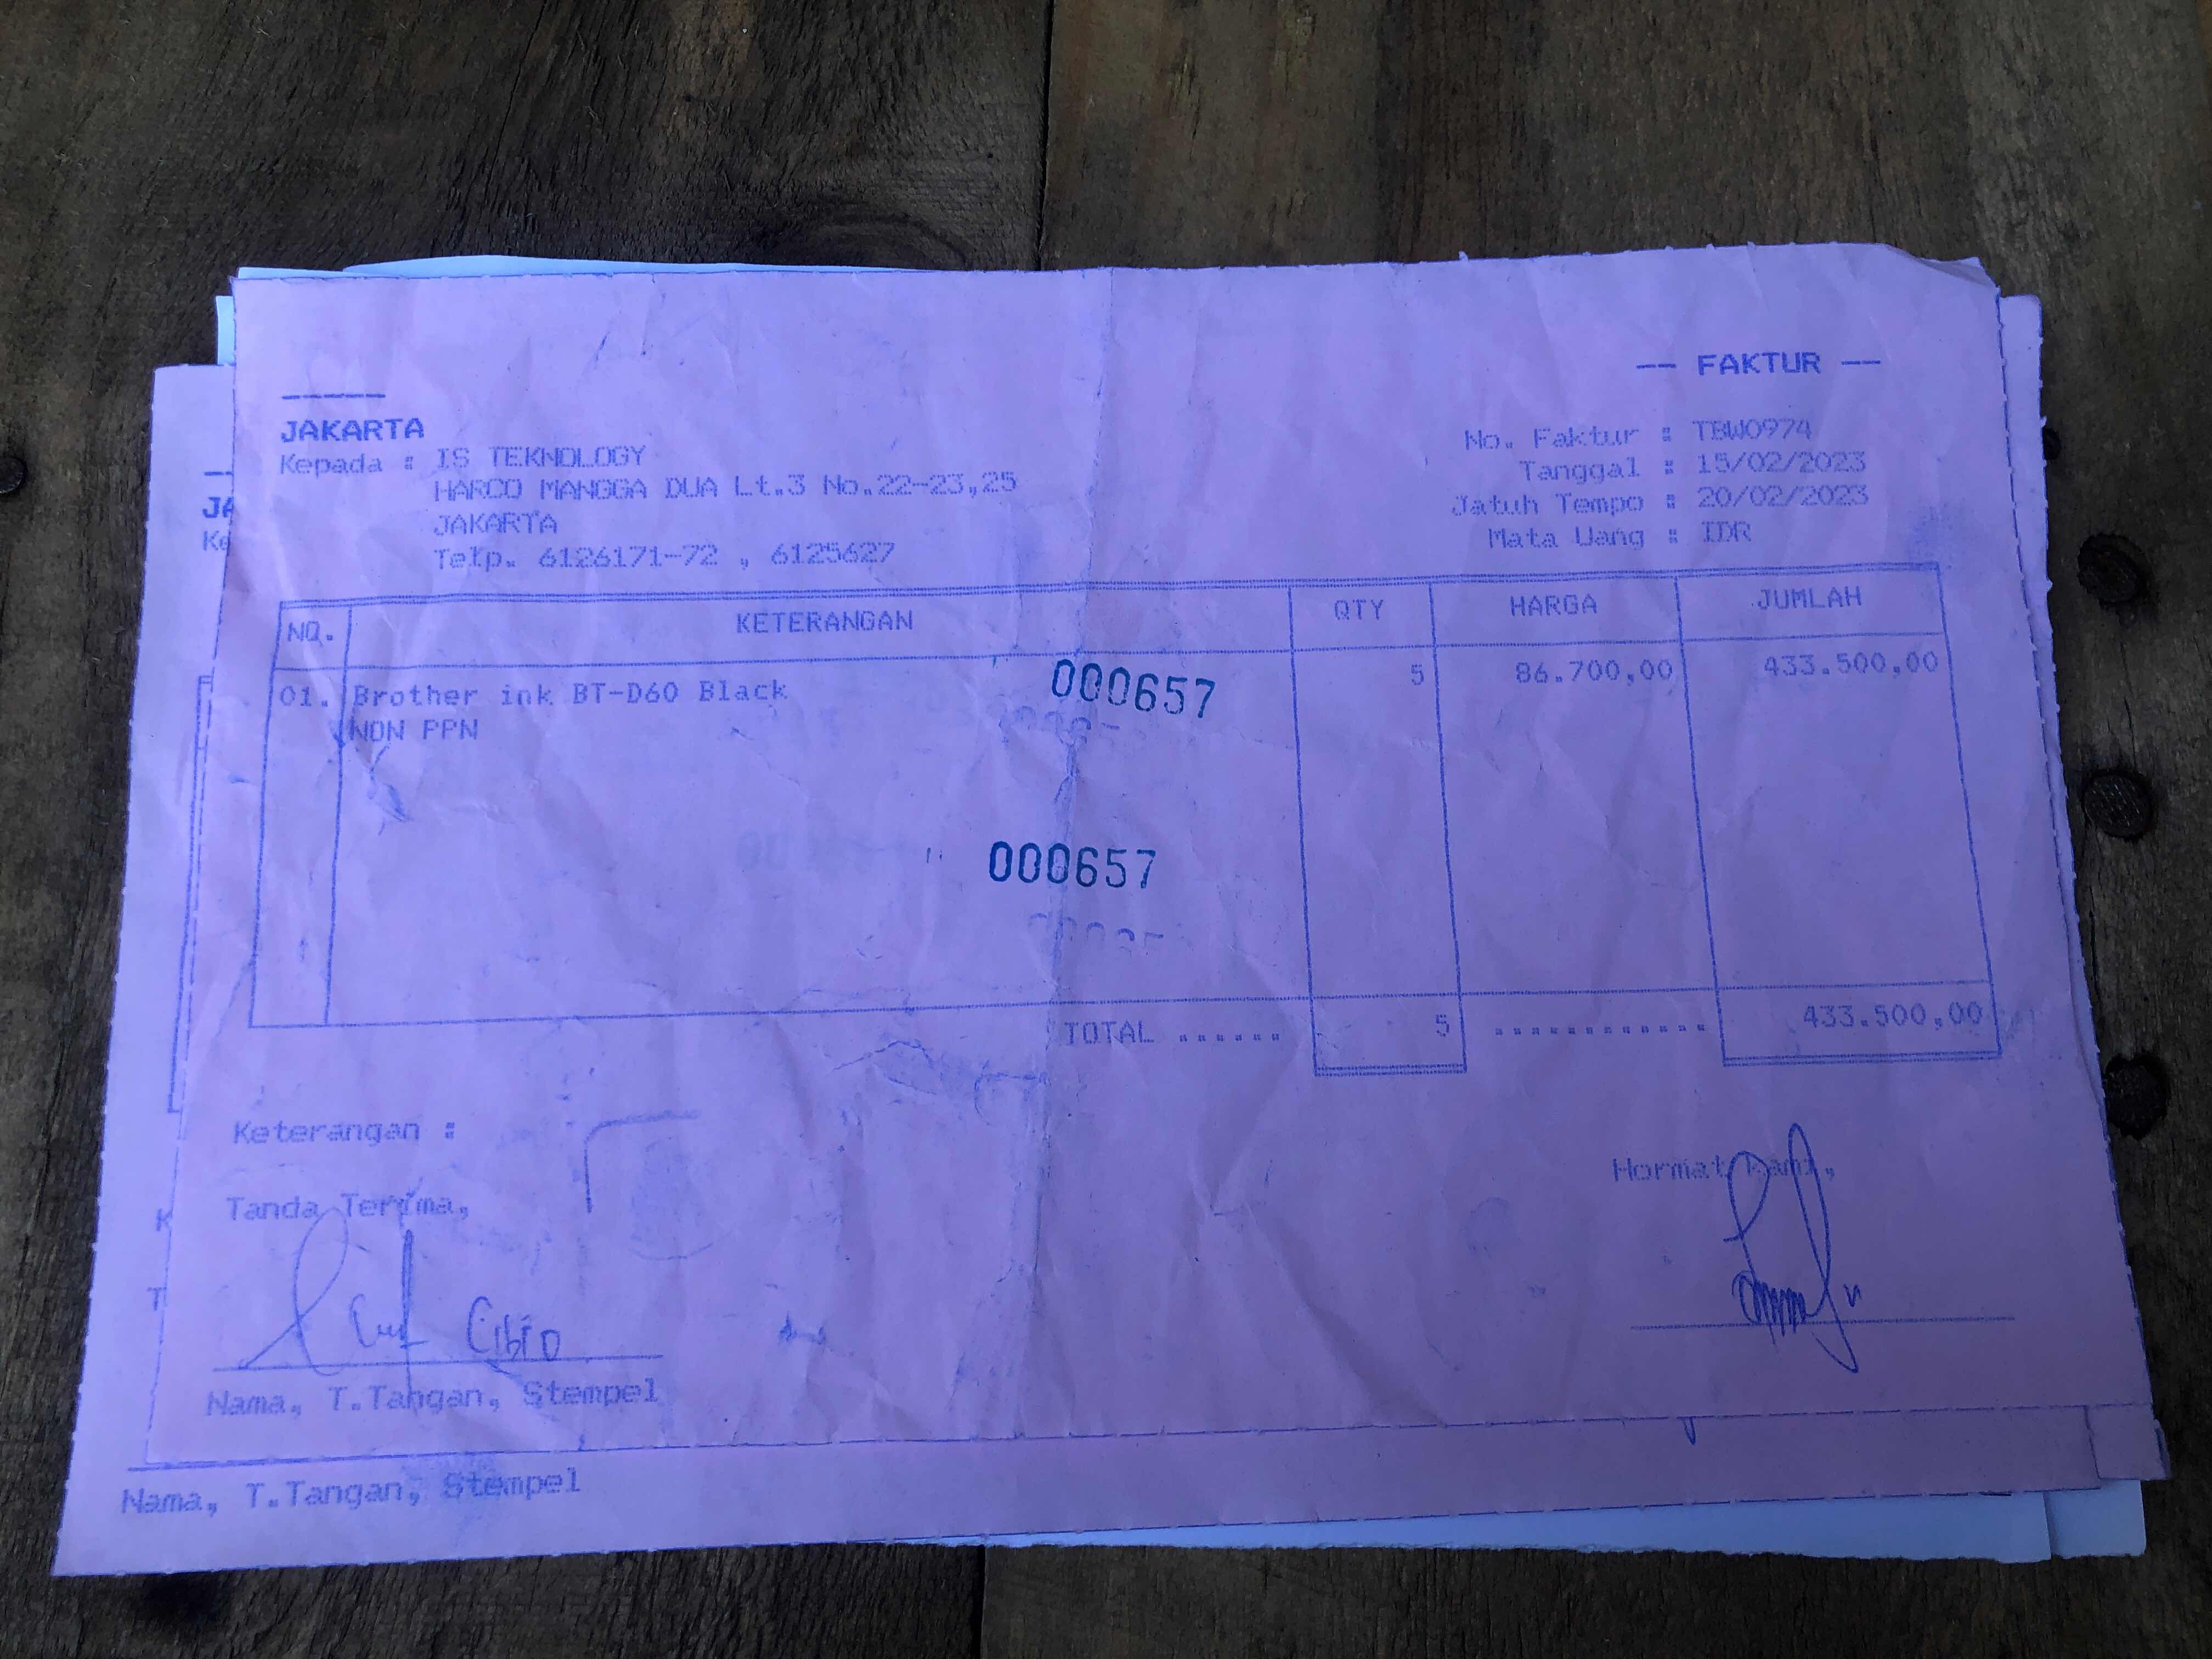 -- FAKTUR --
-----
JAKARTA
Kepada : IS TEKNOLOGY
HARCO MANGGA DUA Lt.3 No.22-23,25
JAKARTA
Telp. 6126171-72 , 6125627
No. Faktur : TBW0974
Tanggal : 15/02/2023
Jatuh Tempo : 20/02/2023
Mata Uang : IDR
NO. KETERANGAN QTY HARGA JUMLAH
01. Brother ink BT-D60 Black 5 86.700,00 433.500,00
NON PPN
000657
000657
TOTAL ...... 5 ............ 433.500,00
Keterangan :
Tanda Terima,
Hormat Kami,
Nama, T.Tangan, Stempel
Nama, T.Tangan, Stempel